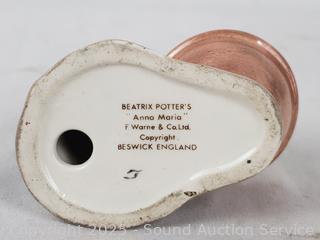 BEATRIX POTTER'S
"Anna Maria"
F. Warne & Co. Ltd.
Copyright
BESWICK ENGLAND
Copyright 2025 - Sound Auction Service